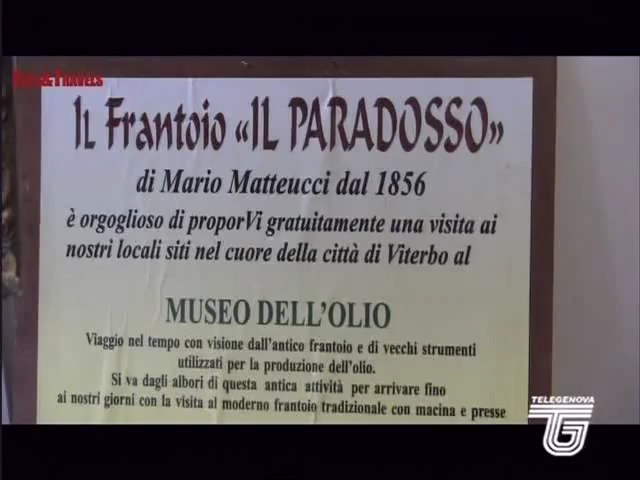 &TRAVELS
IL Frantoio «IL PARADOSSO»
di Mario Matteucci dal 1856
è orgoglioso di proporVi gratuitamente una visita ai
nostri locali siti nel cuore della città di Viterbo al
MUSEO DELL'OLIO
Viaggio nel tempo con visione dall'antico frantoio e di vecchi strumenti
utilizzati per la produzione dell'olio.
Si va dagli albori di questa antica attività per arrivare fino
ai nostri giorni con la visita al moderno frantoio tradizionale con macina e presse
TELEGENOVA
TG